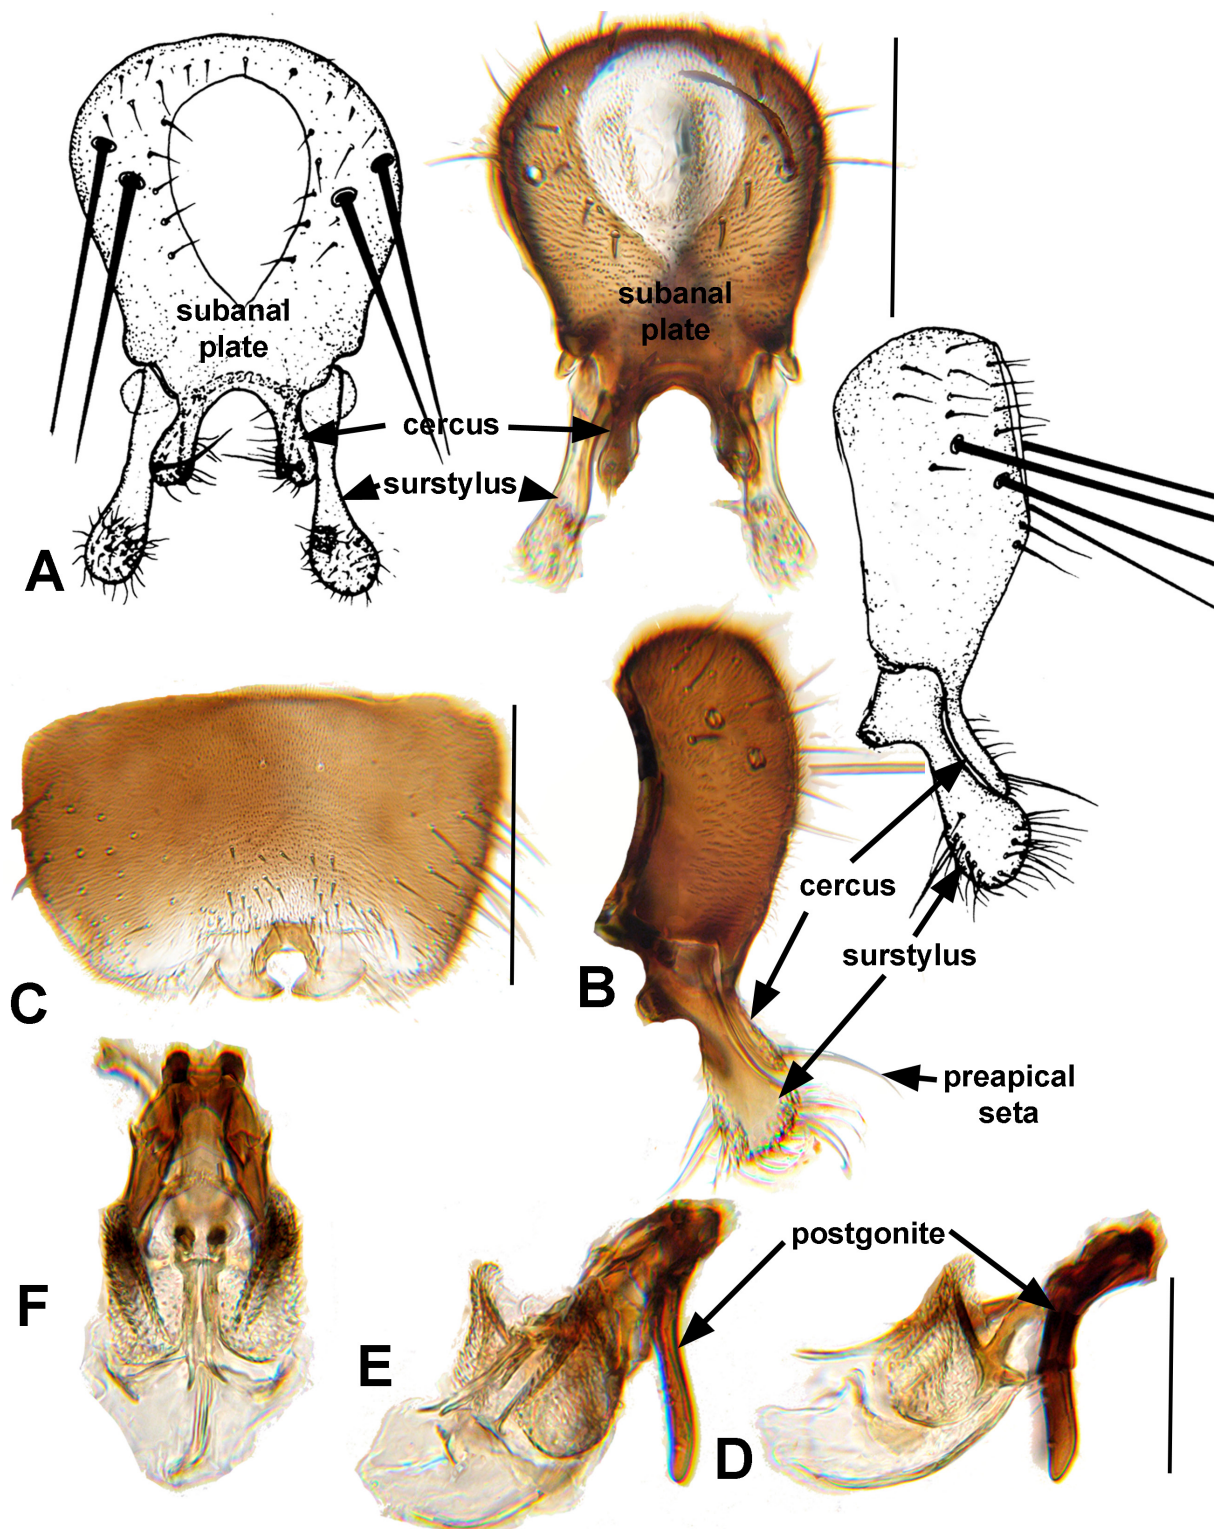 subanal
plate
subanal
plate
cercus
surstylus
A
cercus
surstylus
B
C
preapical
seta
postgonite
F
E
D